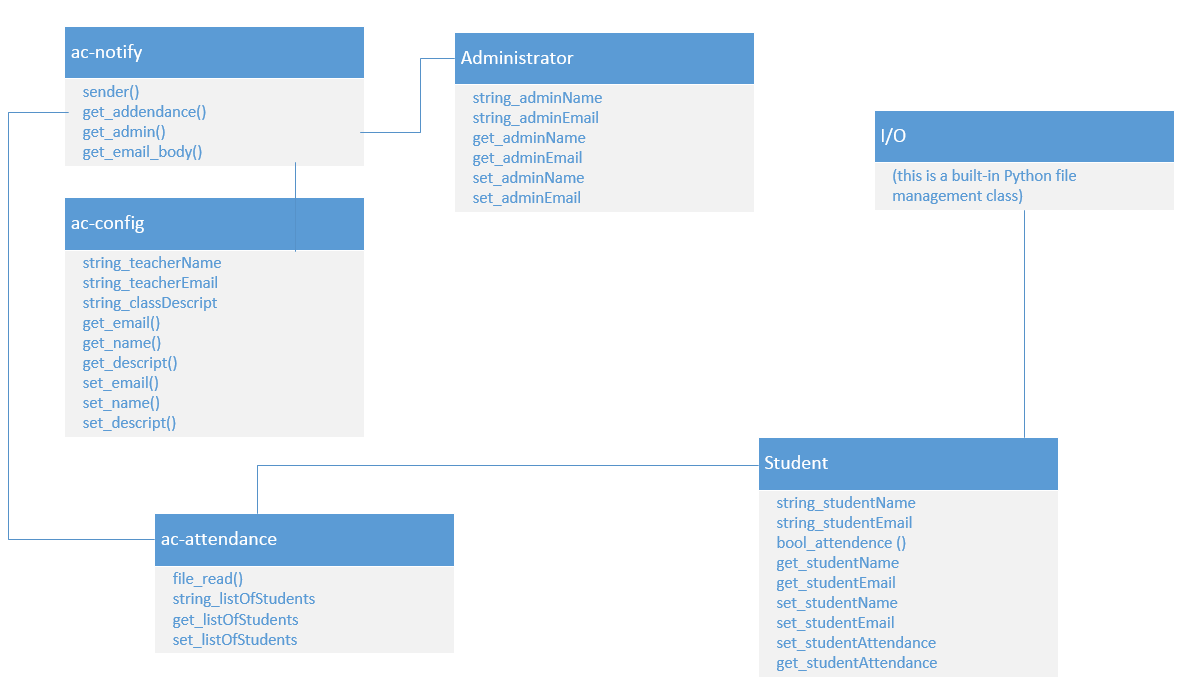 ac-notify
sender()
get_addendance()
get_admin()
get_email_body()
Administrator
string_adminName
string_adminEmail
get_adminName
get_adminEmail
set_adminName
set_adminEmail
I/O
(this is a built-in Python file
management class)
ac-config
string_teacherName
string_teacherEmail
string_classDescript
get_email()
get_name()
get_descript()
set_email()
set_name()
set_descript()
Student
string_studentName
string_studentEmail
bool_attendence ()
get_studentName
get_studentEmail
set_studentName
set_studentEmail
set_studentAttendance
get_studentAttendance
ac-attendance
file_read()
string_listOfStudents
get_listOfStudents
set_listOfStudents